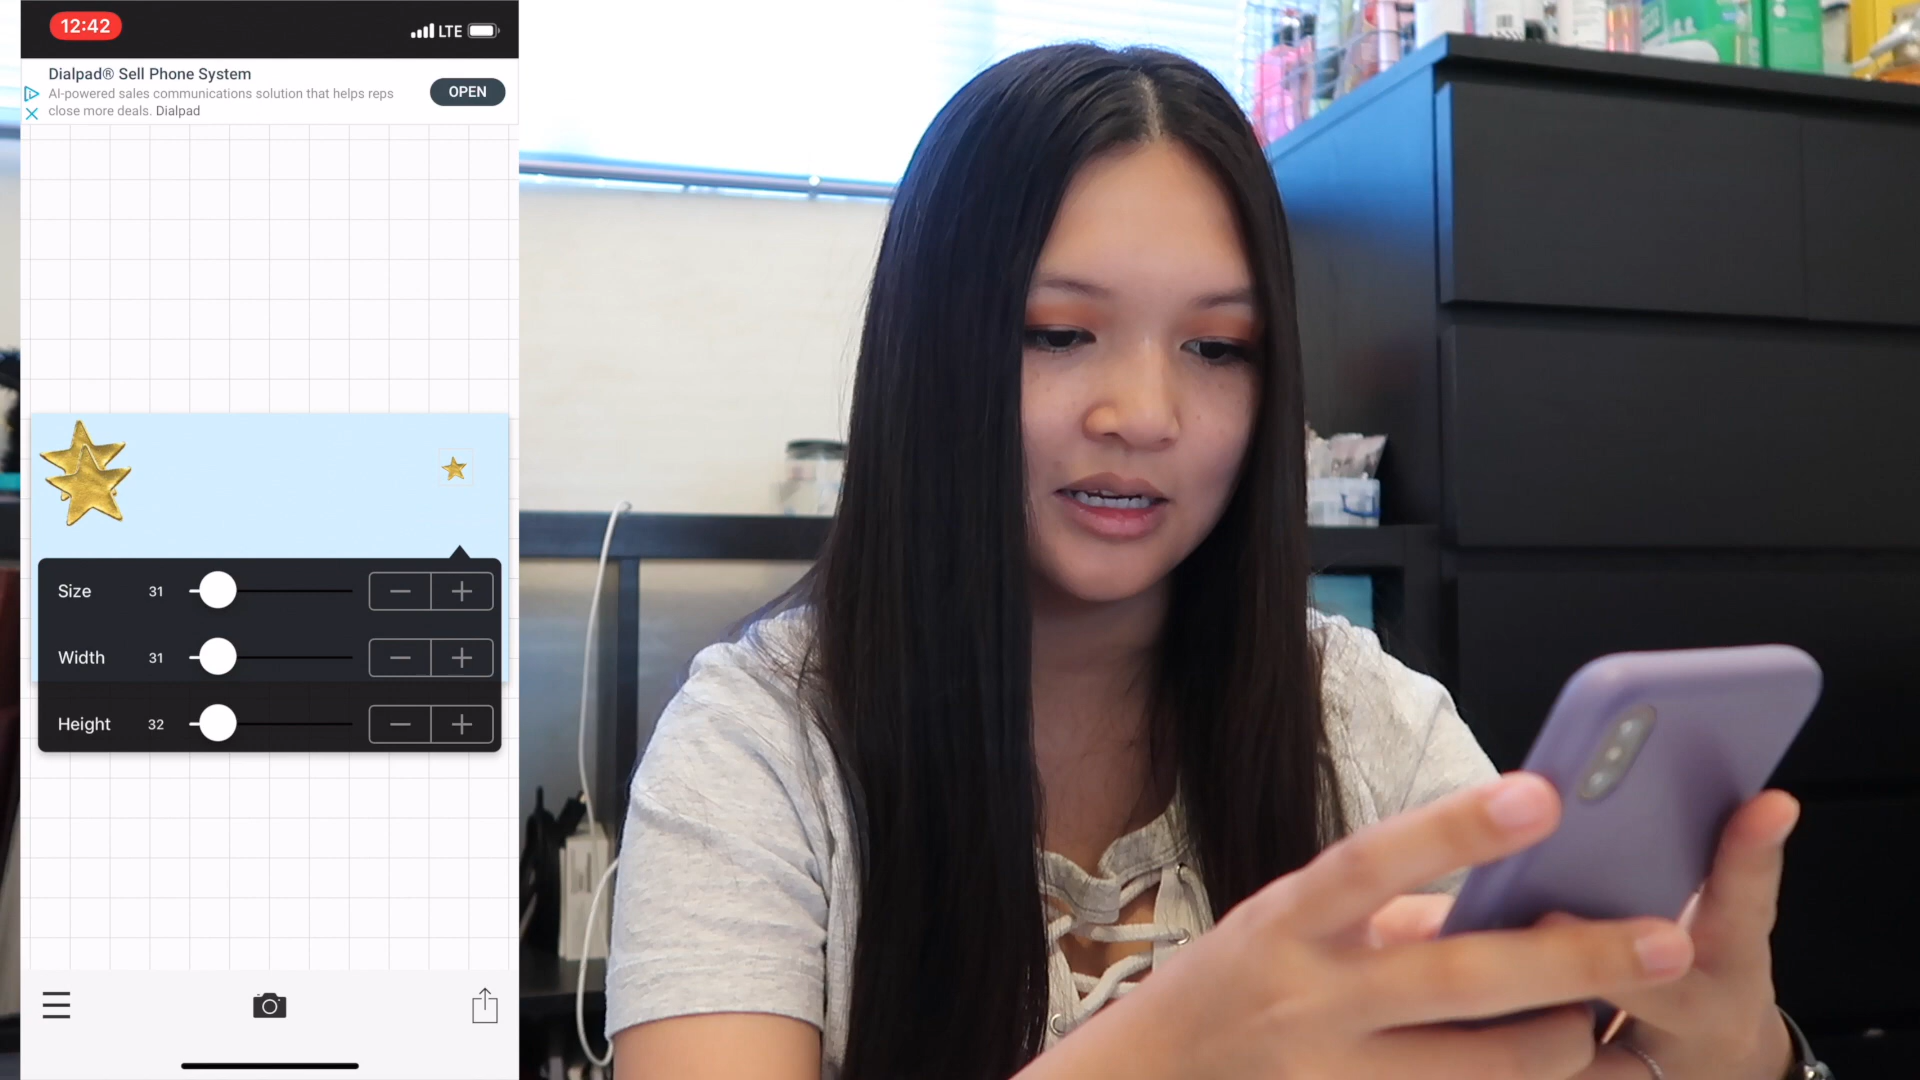 12:42
LTE
Dialpad® Sell Phone System
AI-powered sales communications solution that helps reps
close more deals. Dialpad
OPEN
Size 31
Width 31
Height 32